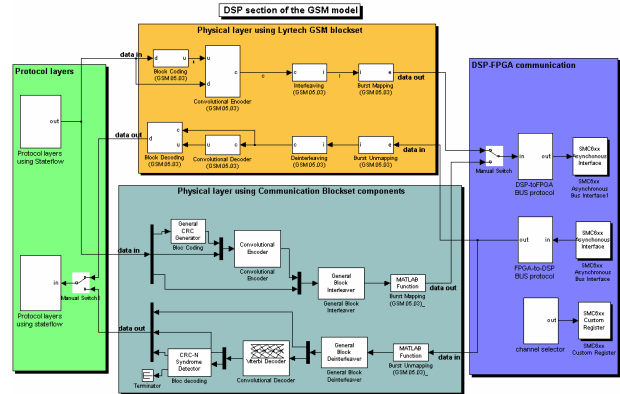 DSP section of the GSM model
Physical layer using Lyrtech GSM blockset
data in
d
u
Block Coding
(GSM 05.03)
u
c
d
Convolutional Encoder
(GSM 05.03)
c
i
Interleaving
(GSM 05.03)
i
e
Burst Mapping
(GSM 05.03)
data out
data out
d
c
u
Block Decoding
(GSM 05.03)
u
c
Convolutional Decoder
(GSM 05.03)
c
i
Deinterleaving
(GSM 05.03)
i
e
Burst Unmapping
(GSM 05.03)
data in
Protocol layers
out
Protocol layers
using Stateflow
in
Manual Switch1
Protocol layers
using stateflow
DSP-FPGA communication
Manual Switch
in
out
DSP-toFPGA
BUS protocol
SMC6xx
Asynchonous
Interface
SMC6xx
Asynchronous
Bus Interface1
out
in
FPGA-to-DSP
BUS protocol
SMC6xx
Asynchonous
Interface
SMC6xx
Asynchronous
Bus Interface
out
channel selector
SMC6xx
Custom
Register
SMC6xx
Custom Register
Physical layer using Communication Blockset components
data in
General
CRC
Generator
Bloc Coding
Convolutional
Encoder
Convolutional
Encoder
General
Block
Interleaver
General Block
Interleaver
MATLAB
Function
Burst Mapping
(GSM 05.03)_
data out
data out
CRC-N
Syndrome
Detector
Terminator
Bloc decoding
Viterbi Decoder
Convolutional Decoder
General
Block
Deinterleaver
General Block
Deinterleaver
MATLAB
Function
Burst Unmapping
(GSM 05.03)_
data in